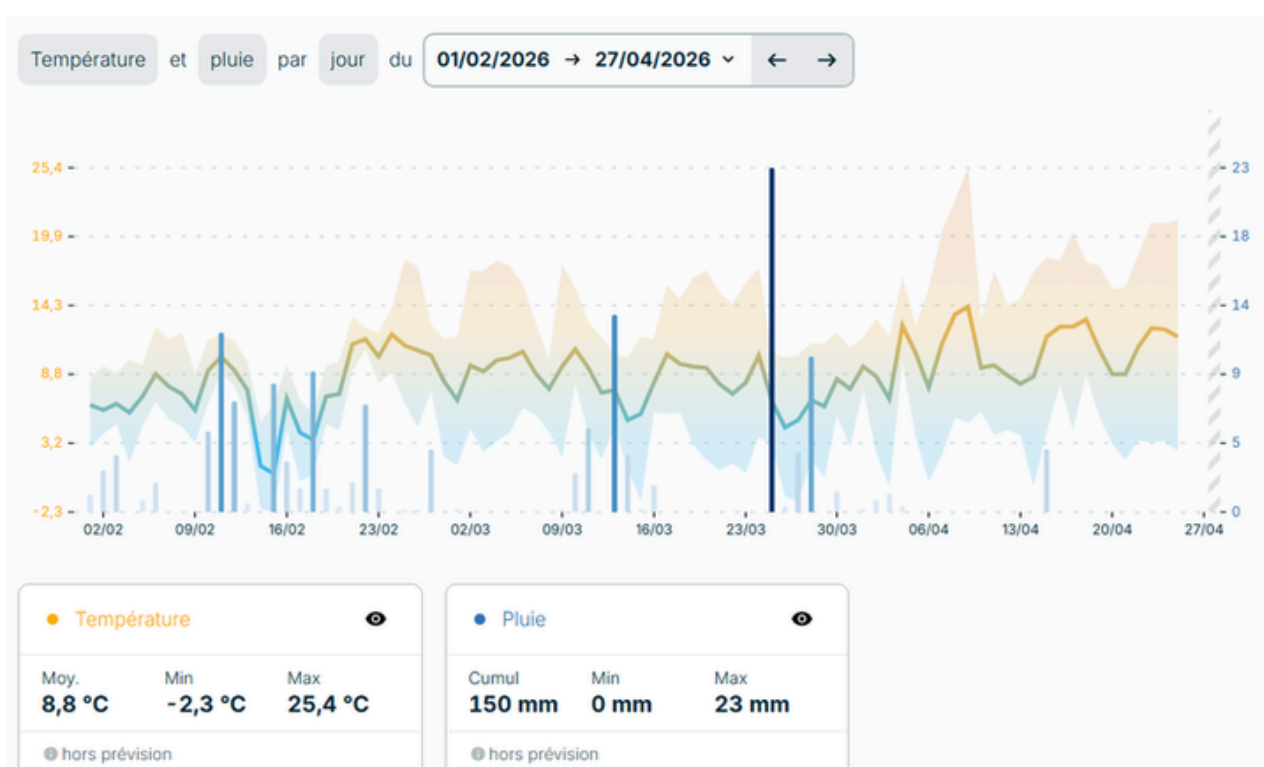 Température et pluie par jour du 01/02/2026 → 27/04/2026 ← →
25,4 23
19,9 18
14,3 14
8,8 9
3,2 5
-2,3 0
02/02 09/02 16/02 23/02 02/03 09/03 16/03 23/03 30/03 06/04 13/04 20/04 27/04
Température
Moy. Min Max
8,8 °C -2,3 °C 25,4 °C
hors prévision
Pluie
Cumul Min Max
150 mm 0 mm 23 mm
hors prévision